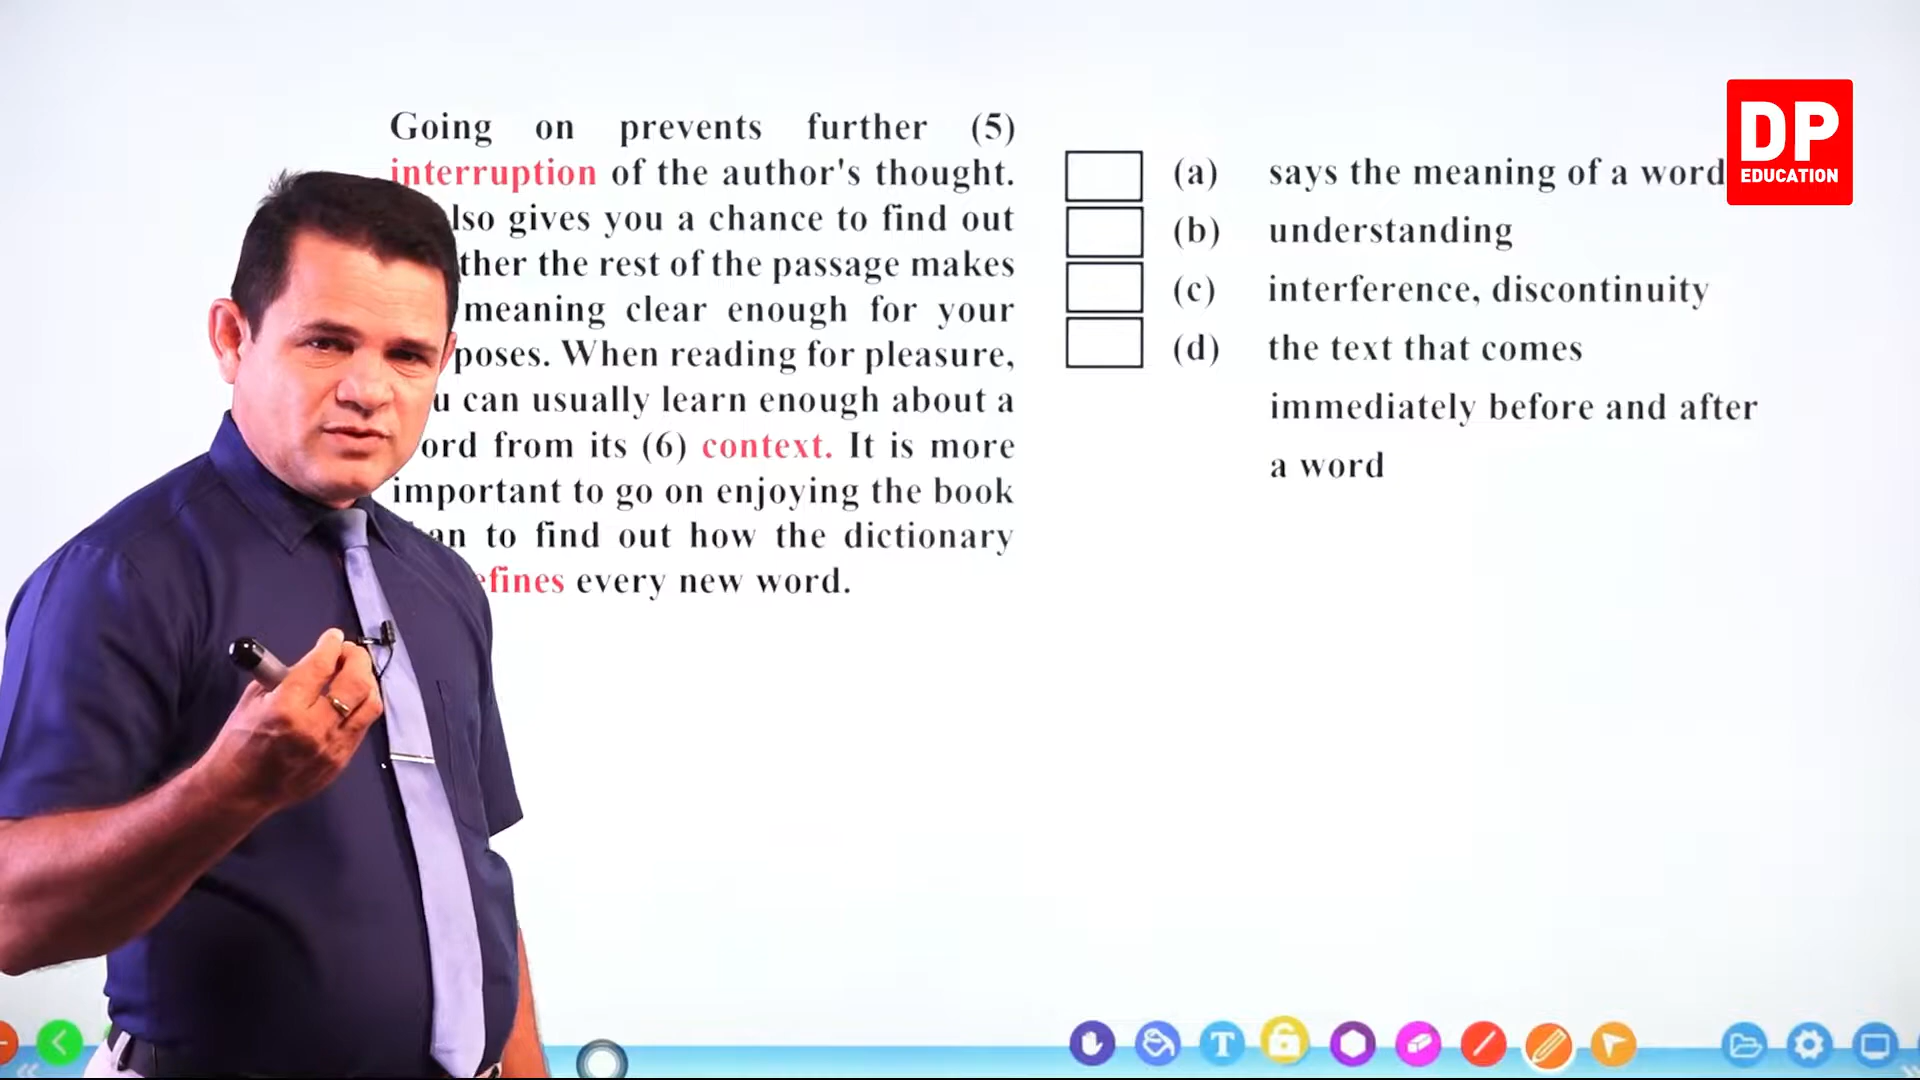 Going on prevents further (5)
interruption of the author's thought.
lso gives you a chance to find out
ther the rest of the passage makes
meaning clear enough for your
poses. When reading for pleasure,
u can usually learn enough about a
ord from its (6) context. It is more
important to go on enjoying the book
an to find out how the dictionary
efines every new word.
(a) says the meaning of a word
(b) understanding
(c) interference, discontinuity
(d) the text that comes
immediately before and after
a word
DP
EDUCATION
T